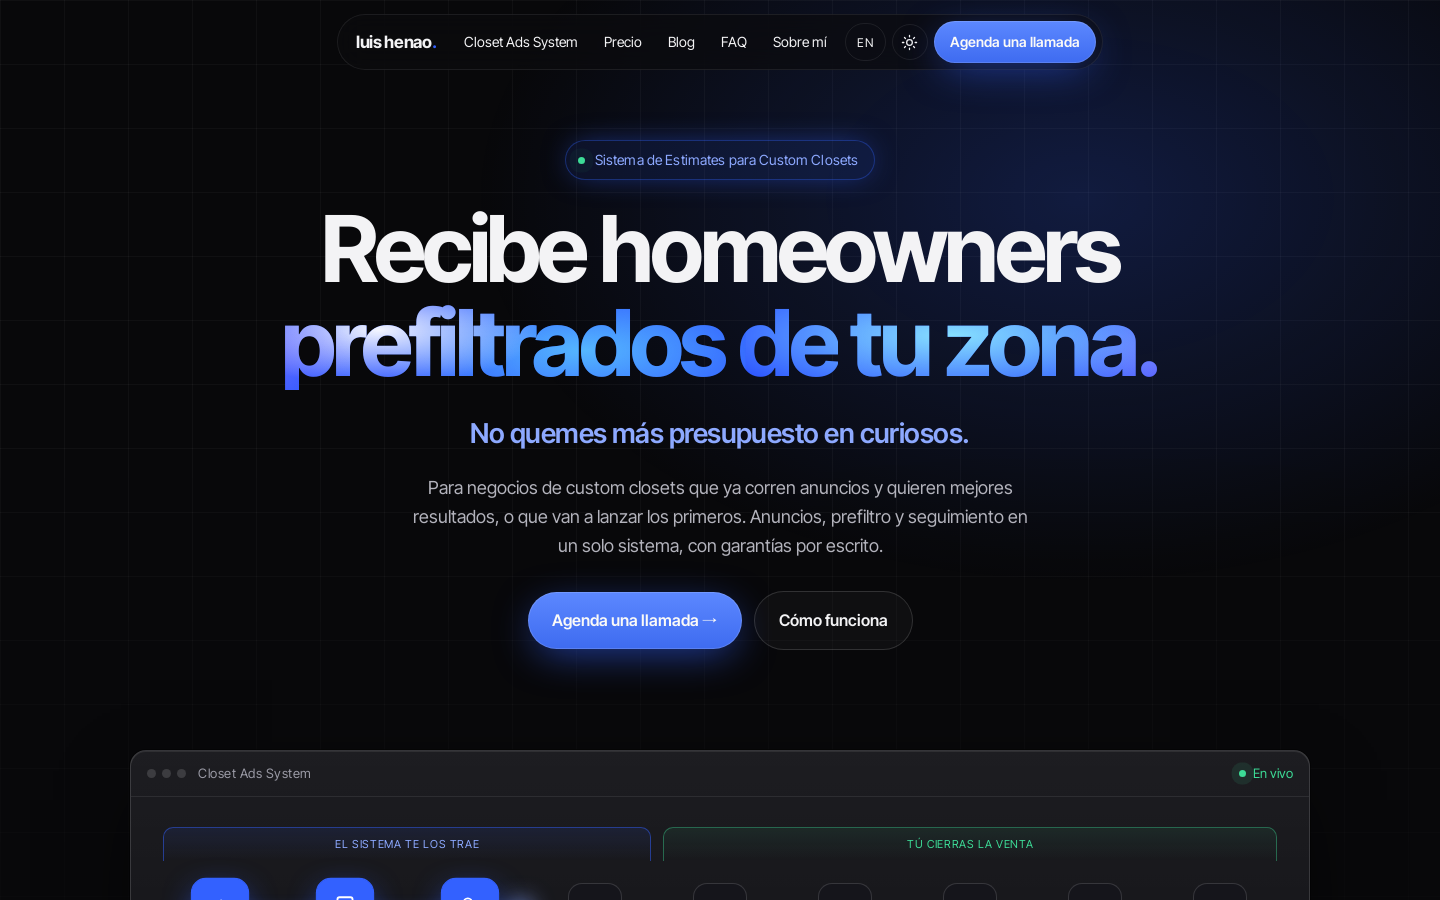 luis henao.
Closet Ads System
Precio
Blog
FAQ
Sobre mí
EN
Agenda una llamada
Sistema de Estimates para Custom Closets
Recibe homeowners
prefiltrados de tu zona.
No quemes más presupuesto en curiosos.
Para negocios de custom closets que ya corren anuncios y quieren mejores
resultados, o que van a lanzar los primeros. Anuncios, prefiltro y seguimiento en
un solo sistema, con garantías por escrito.
Agenda una llamada →
Cómo funciona
Closet Ads System
En vivo
EL SISTEMA TE LOS TRAE
TÚ CIERRAS LA VENTA